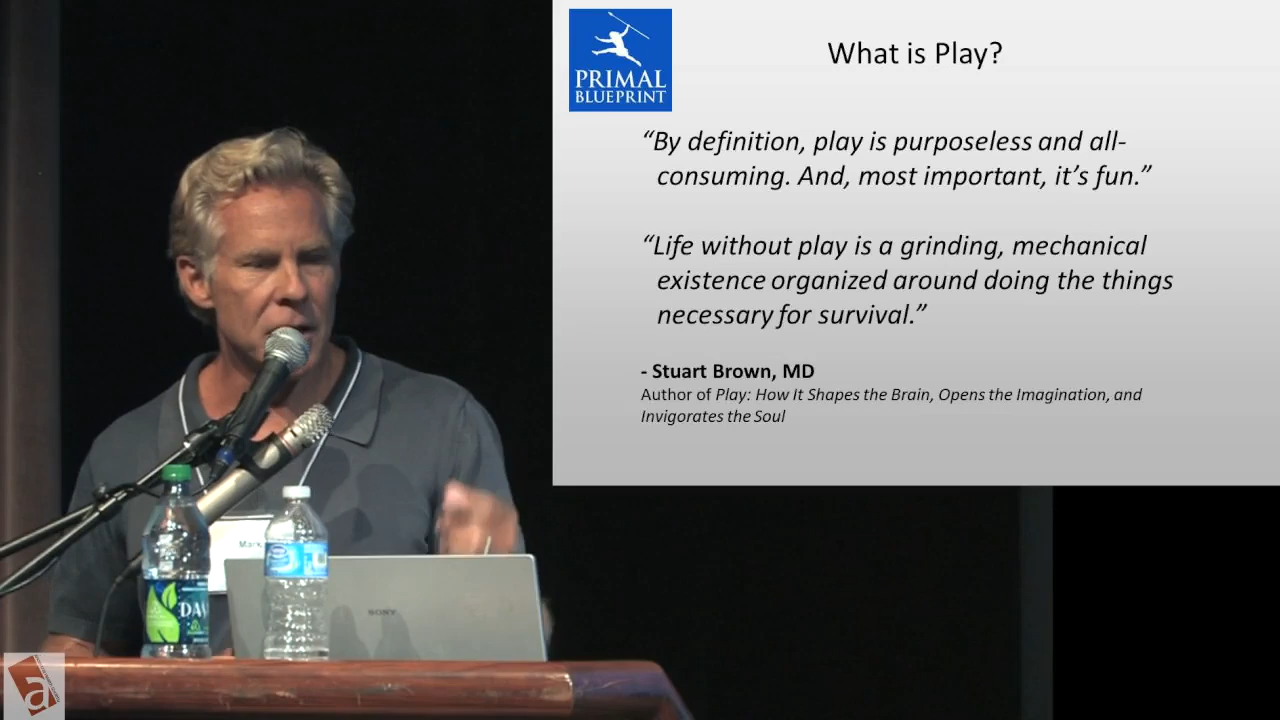 PRIMAL
BLUEPRINT
What is Play?
“By definition, play is purposeless and all-
consuming. And, most important, it’s fun.”
“Life without play is a grinding, mechanical
existence organized around doing the things
necessary for survival.”
- Stuart Brown, MD
Author of Play: How It Shapes the Brain, Opens the Imagination, and
Invigorates the Soul
Mark
DA
SONY
a